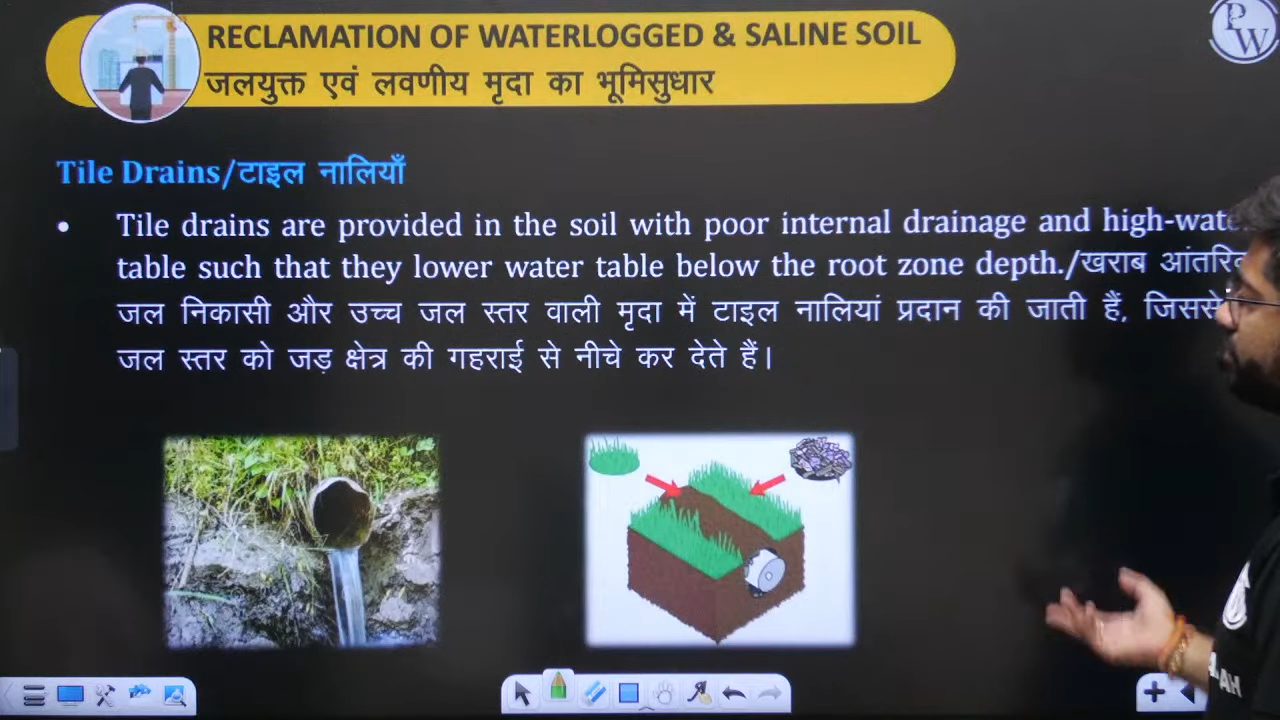 RECLAMATION OF WATERLOGGED & SALINE SOIL
जलयुक्त एवं लवणीय मृदा का भूमिसुधार
PW
Tile Drains/टाइल नालियाँ
• Tile drains are provided in the soil with poor internal drainage and high-wate
table such that they lower water table below the root zone depth./खराब
जल निकासी और उच्च जल स्तर वाली मृदा में टाइल नालियां प्रदान की जाती हैं, जिससे
जल स्तर को जड़ क्षेत्र की गहराई से नीचे कर देते हैं।